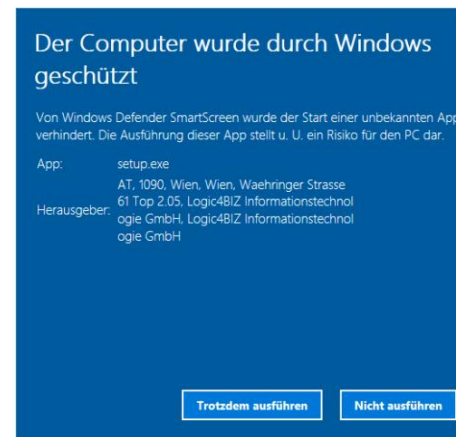 Der Computer wurde durch Windows
geschützt
Von Windows Defender SmartScreen wurde der Start einer unbekannten App
verhindert. Die Ausführung dieser App stellt u. U. ein Risiko für den PC dar.
App: setup.exe
AT, 1090, Wien, Wien, Waehringer Strasse
Herausgeber: 61 Top 2.05, Logic4BIZ Informationstechnol
ogie GmbH, Logic4BIZ Informationstechnol
ogie GmbH
Trotzdem ausführen Nicht ausführen